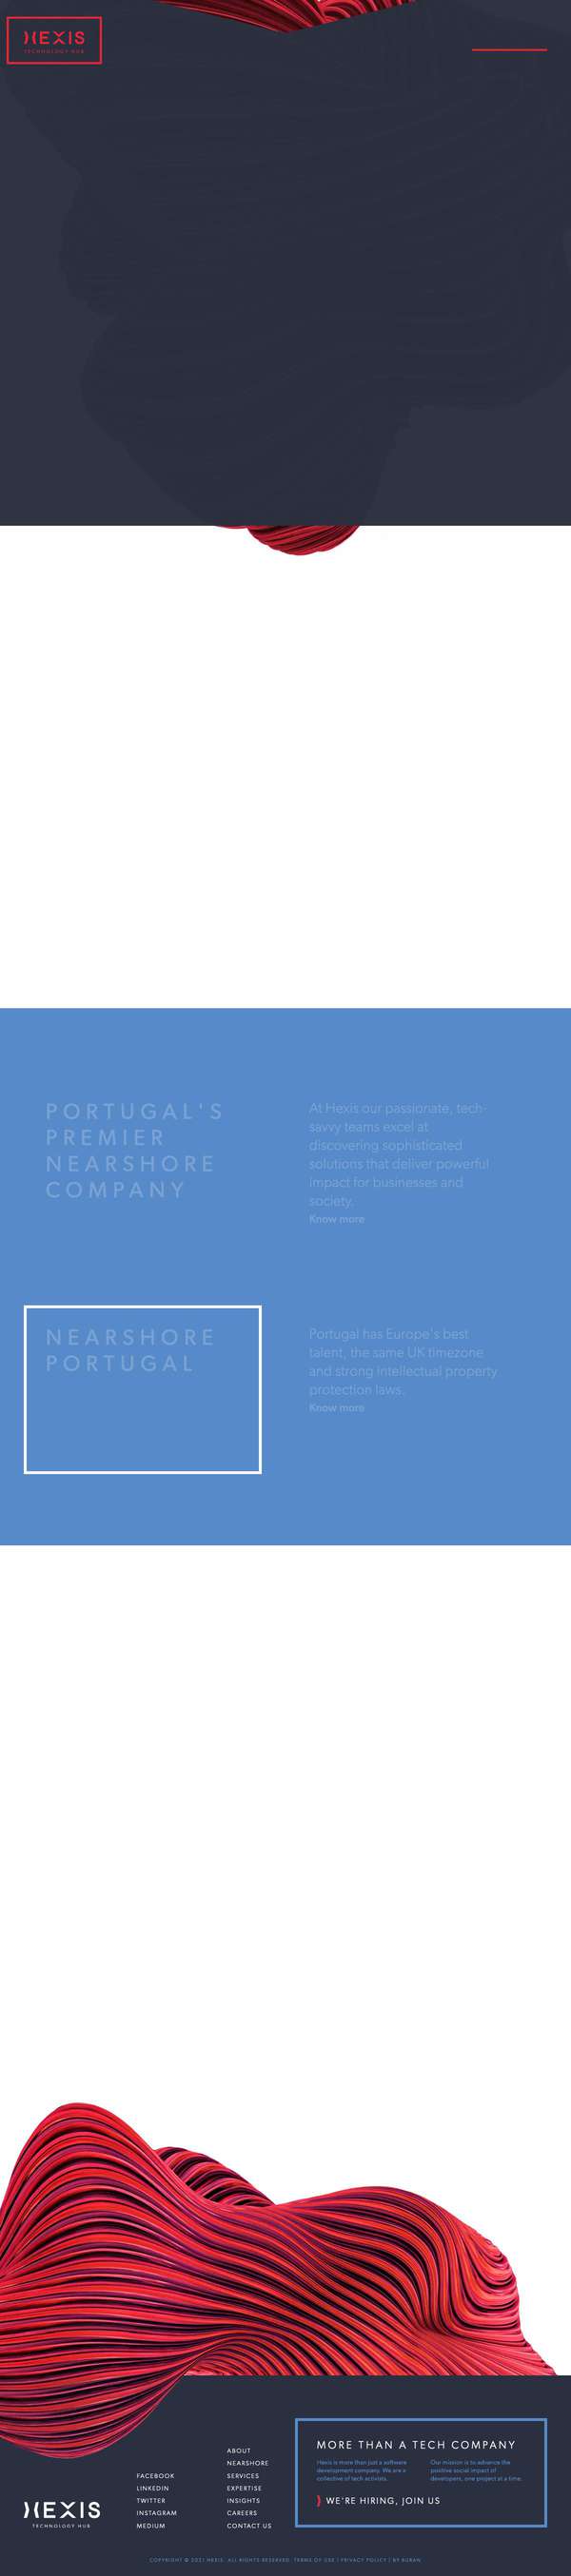 HEXIS
TECHNOLOGY HUB
PORTUGAL'S
PREMIER
NEARSHORE
COMPANY
At Hexis our passionate, tech-
savvy teams excel at
discovering sophisticated
solutions that deliver powerful
impact for businesses and
society.
Know more
NEARSHORE
PORTUGAL
Portugal has Europe's best
talent, the same UK timezone
and strong intellectual property
protection laws.
Know more
HEXIS
TECHNOLOGY HUB
FACEBOOK
LINKEDIN
TWITTER
INSTAGRAM
MEDIUM
ABOUT
NEARSHORE
SERVICES
EXPERTISE
INSIGHTS
CAREERS
CONTACT US
MORE THAN A TECH COMPANY
Hexis is more than just a software
development company. We are a
collective of tech activists.
Our mission is to advance the
positive social impact of
developers, one project at a time.
WE'RE HIRING, JOIN US
COPYRIGHT © 2021 HEXIS. ALL RIGHTS RESERVED. TERMS OF USE | PRIVACY POLICY | BY